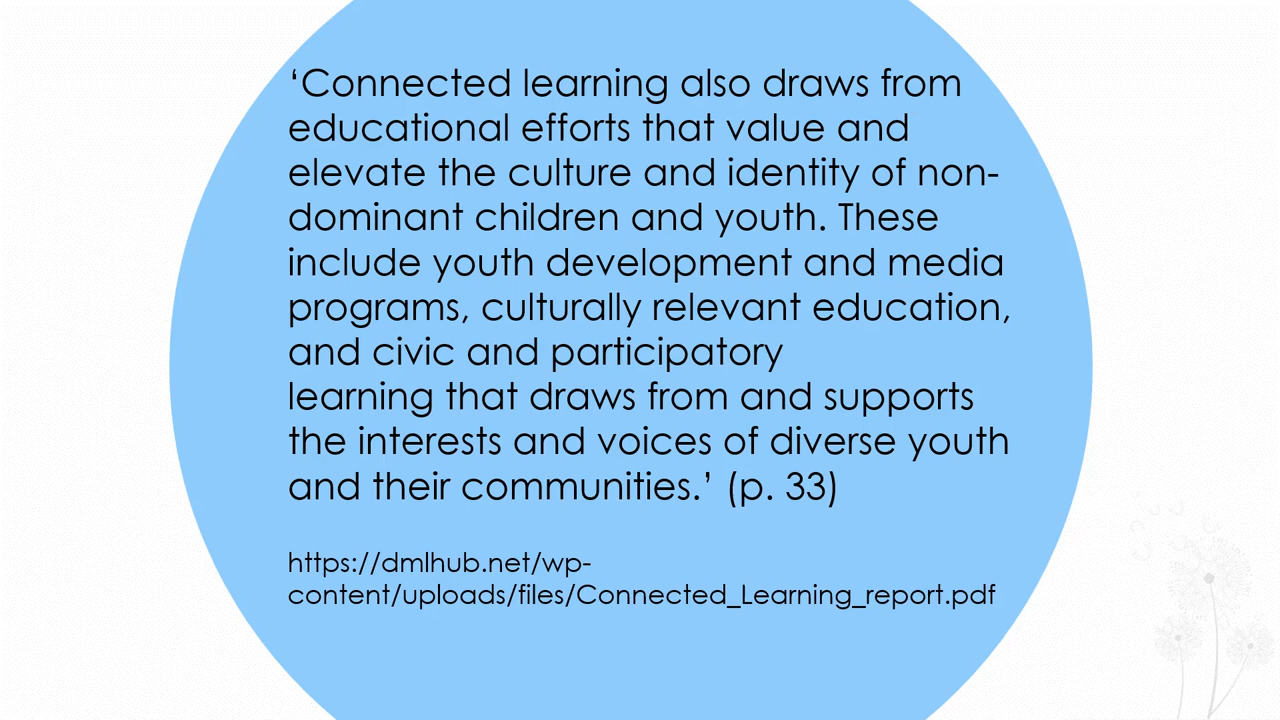 ‘Connected learning also draws from
educational efforts that value and
elevate the culture and identity of non-
dominant children and youth. These
include youth development and media
programs, culturally relevant education,
and civic and participatory
learning that draws from and supports
the interests and voices of diverse youth
and their communities.’ (p. 33)
https://dmlhub.net/wp-
content/uploads/files/Connected_Learning_report.pdf